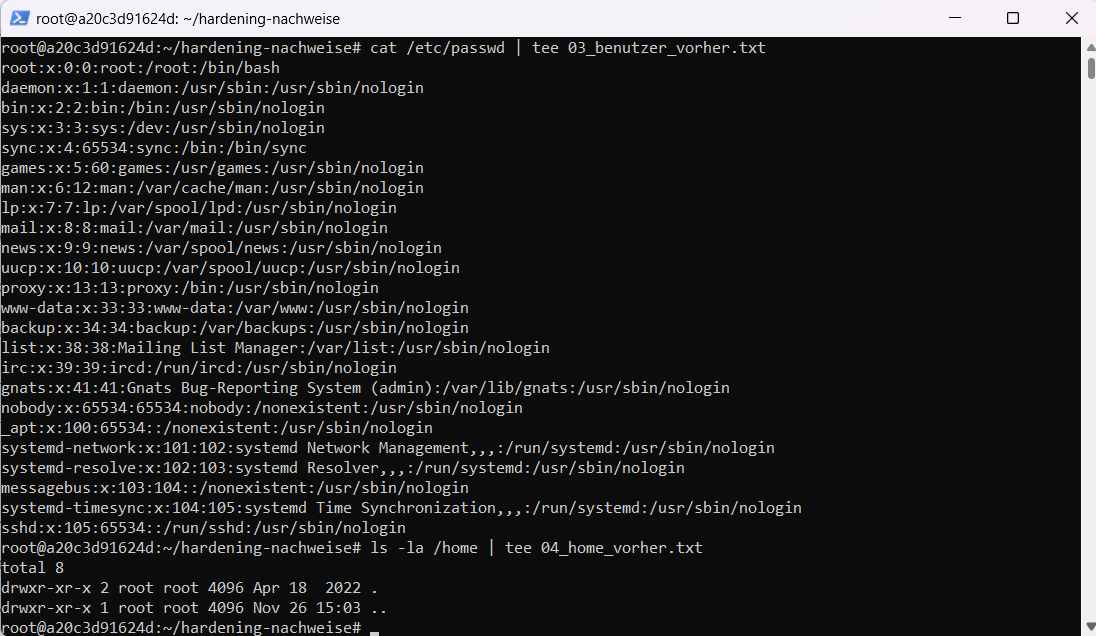 root@a20c3d91624d: ~/hardening-nachweise
root@a20c3d91624d:~/hardening-nachweise# cat /etc/passwd | tee 03_benutzer_vorher.txt
root:x:0:0:root:/root:/bin/bash
daemon:x:1:1:daemon:/usr/sbin:/usr/sbin/nologin
bin:x:2:2:bin:/bin:/usr/sbin/nologin
sys:x:3:3:sys:/dev:/usr/sbin/nologin
sync:x:4:65534:sync:/bin:/bin/sync
games:x:5:60:games:/usr/games:/usr/sbin/nologin
man:x:6:12:man:/var/cache/man:/usr/sbin/nologin
lp:x:7:7:lp:/var/spool/lpd:/usr/sbin/nologin
mail:x:8:8:mail:/var/mail:/usr/sbin/nologin
news:x:9:9:news:/var/spool/news:/usr/sbin/nologin
uucp:x:10:10:uucp:/var/spool/uucp:/usr/sbin/nologin
proxy:x:13:13:proxy:/bin:/usr/sbin/nologin
www-data:x:33:33:www-data:/var/www:/usr/sbin/nologin
backup:x:34:34:backup:/var/backups:/usr/sbin/nologin
list:x:38:38:Mailing List Manager:/var/list:/usr/sbin/nologin
irc:x:39:39:ircd:/run/ircd:/usr/sbin/nologin
gnats:x:41:41:Gnats Bug-Reporting System (admin):/var/lib/gnats:/usr/sbin/nologin
nobody:x:65534:65534:nobody:/nonexistent:/usr/sbin/nologin
_apt:x:100:65534::/nonexistent:/usr/sbin/nologin
systemd-network:x:101:102:systemd Network Management,,,:/run/systemd:/usr/sbin/nologin
systemd-resolve:x:102:103:systemd Resolver,,,:/run/systemd:/usr/sbin/nologin
messagebus:x:103:104::/nonexistent:/usr/sbin/nologin
systemd-timesync:x:104:105:systemd Time Synchronization,,,:/run/systemd:/usr/sbin/nologin
sshd:x:105:65534::/run/sshd:/usr/sbin/nologin
root@a20c3d91624d:~/hardening-nachweise# ls -la /home | tee 04_home_vorher.txt
total 8
drwxr-xr-x 2 root root 4096 Apr 18  2022 .
drwxr-xr-x 1 root root 4096 Nov 26 15:03 ..
root@a20c3d91624d:~/hardening-nachweise#